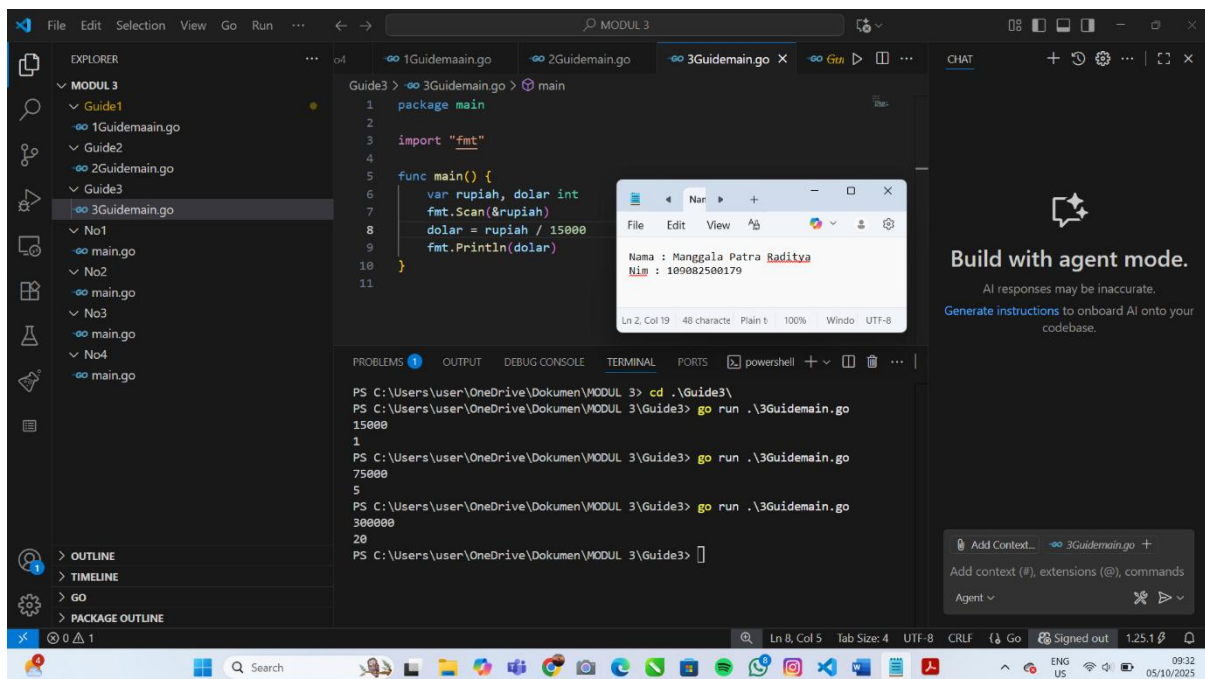 File Edit Selection View Go Run ...
MODUL 3
EXPLORER
MODUL 3
Guide1
1Guidemaain.go
Guide2
2Guidemain.go
Guide3
3Guidemain.go
No1
main.go
No2
main.go
No3
main.go
No4
main.go
OUTLINE
TIMELINE
GO
PACKAGE OUTLINE
o4 1Guidemaain.go 2Guidemain.go 3Guidemain.go
Guide3 > 3Guidemain.go > main
1 package main
2
3 import "fmt"
4
5 func main() {
6 var rupiah, dolar int
7 fmt.Scan(&rupiah)
8 dolar = rupiah / 15000
9 fmt.Println(dolar)
10 }
11
File Edit View
Nama : Manggala Patra Raditya
Nim : 109082500179
Ln 2, Col 19 48 characte Plain t 100% Windo UTF-8
PROBLEMS 1 OUTPUT DEBUG CONSOLE TERMINAL PORTS powershell
PS C:\Users\user\OneDrive\Dokumen\MODUL 3> cd .\Guide3\
PS C:\Users\user\OneDrive\Dokumen\MODUL 3\Guide3> go run .\3Guidemain.go
15000
1
PS C:\Users\user\OneDrive\Dokumen\MODUL 3\Guide3> go run .\3Guidemain.go
75000
5
PS C:\Users\user\OneDrive\Dokumen\MODUL 3\Guide3> go run .\3Guidemain.go
300000
20
PS C:\Users\user\OneDrive\Dokumen\MODUL 3\Guide3>
CHAT
Build with agent mode.
AI responses may be inaccurate.
Generate instructions to onboard AI onto your
codebase.
Add Context... 3Guidemain.go +
Add context (#), extensions (@), commands
Agent
0 1
Ln 8, Col 5 Tab Size: 4 UTF-8 CRLF Go Signed out 1.25.1
Search
ENG
US
09:32
05/10/2025